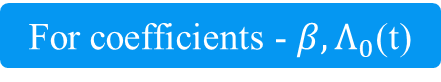 For coefficients - β, Λ₀(t)